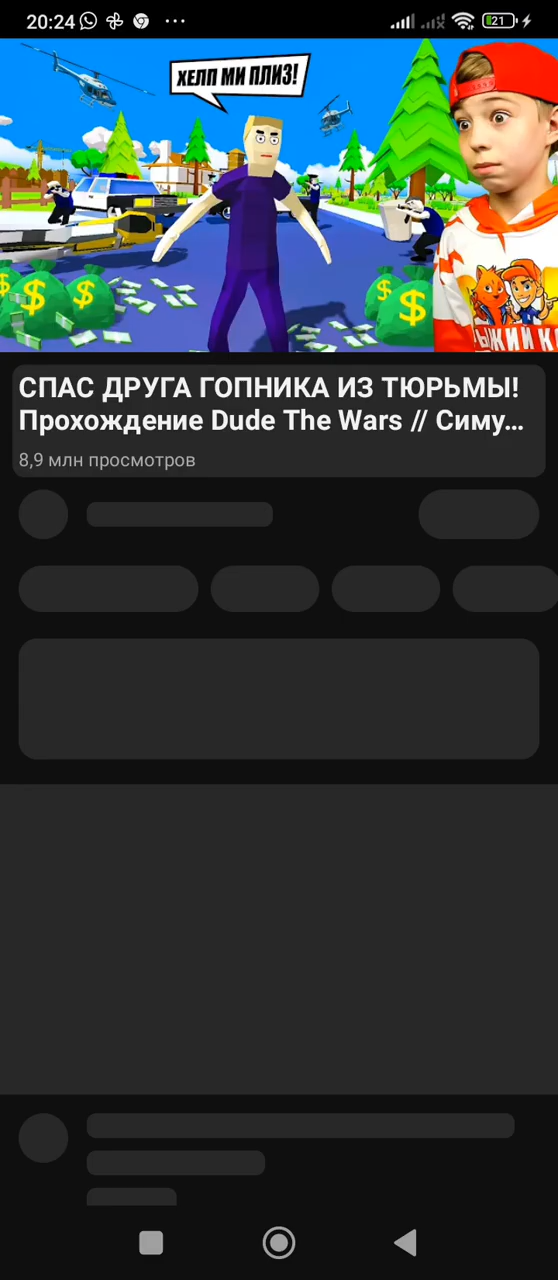 20:24
21
ХЕЛП МИ ПЛИЗ!
$ $ $ $ $
СПАС ДРУГА ГОПНИКА ИЗ ТЮРЬМЫ!
Прохождение Dude The Wars // Симу...
8,9 млн просмотров